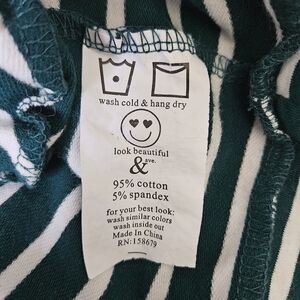 wash cold & hang dry
look beautiful
& ave.
95% cotton
5% spandex
for your best look:
wash similar colors
wash inside out
Made In China
RN: 158679